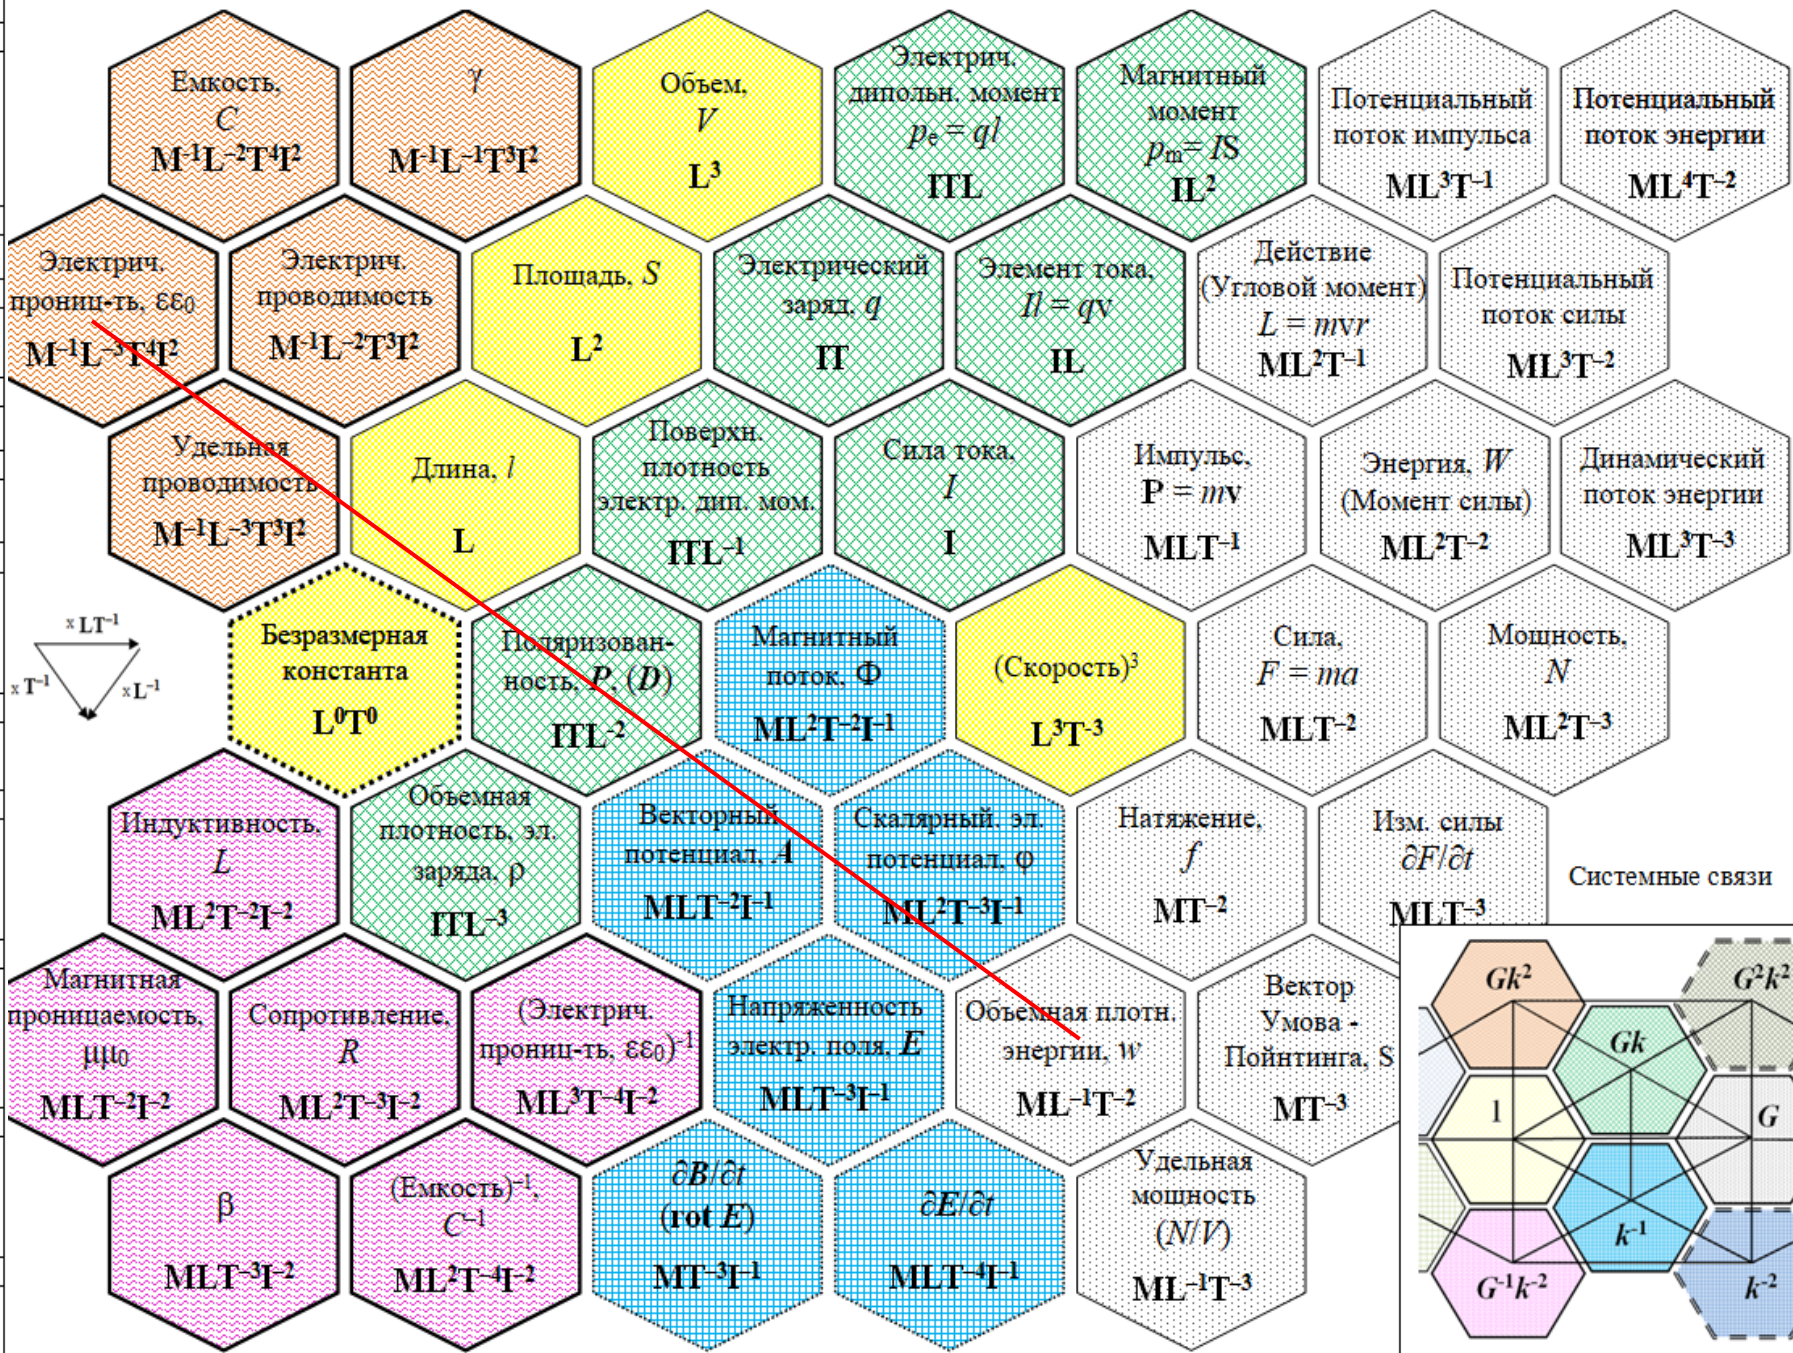 Емкость,
C
M⁻¹L⁻²T⁴I²
γ
M⁻¹L⁻¹T³I²
Объем,
V
L³
Электрич.
дипольн. момент
pₑ = ql
ITL
Магнитный
момент
pₘ= IS
IL²
Потенциальный
поток импульса
ML³T⁻¹
Потенциальный
поток энергии
ML⁴T⁻²
Электрич.
прониц-ть, εε₀
M⁻¹L⁻³T⁴I²
Электрич.
проводимость
M⁻¹L⁻²T³I²
Площадь, S
L²
Электрический
заряд, q
IT
Элемент тока,
Il = qv
IL
Действие
(Угловой момент)
L = mvr
ML²T⁻¹
Потенциальный
поток силы
ML³T⁻²
Удельная
проводимость
M⁻¹L⁻³T³I²
Длина, l
L
Поверхн.
плотность
электр. дип. мом.
ITL⁻¹
Сила тока,
I
I
Импульс,
P = mv
MLT⁻¹
Энергия, W
(Момент силы)
ML²T⁻²
Динамический
поток энергии
ML³T⁻³
x LT⁻¹
x T⁻¹
x L⁻¹
Безразмерная
константа
L⁰T⁰
Поляризован-
ность, P, (D)
ITL⁻²
Магнитный
поток, Φ
ML²T⁻²I⁻¹
(Скорость)³
L³T⁻³
Сила,
F = ma
MLT⁻²
Мощность,
N
ML²T⁻³
Индуктивность,
L
ML²T⁻²I⁻²
Объемная
плотность, эл.
заряда, ρ
ITL⁻³
Векторный
потенциал, A
MLT⁻²I⁻¹
Скалярный. эл.
потенциал, φ
ML²T⁻³I⁻¹
Натяжение,
f
MT⁻²
Изм. силы
∂F/∂t
MLT⁻³
Системные связи
Магнитная
проницаемость,
μμ₀
MLT⁻²I⁻²
Сопротивление,
R
ML²T⁻³I⁻²
(Электрич.
прониц-ть, εε₀)⁻¹
ML³T⁻⁴I⁻²
Напряженность
электр. поля, E
MLT⁻³I⁻¹
Объемная плотн.
энергии, w
ML⁻¹T⁻²
Вектор
Умова -
Пойнтинга, S
MT⁻³
β
MLT⁻³I⁻²
(Емкость)⁻¹,
C⁻¹
ML²T⁻⁴I⁻²
∂B/∂t
(rot E)
MT⁻³I⁻¹
∂E/∂t
MLT⁻⁴I⁻¹
Удельная
мощность
(N/V)
ML⁻¹T⁻³
Gk²
G²k²
Gk
1
G
k⁻¹
G⁻¹k⁻²
k⁻²